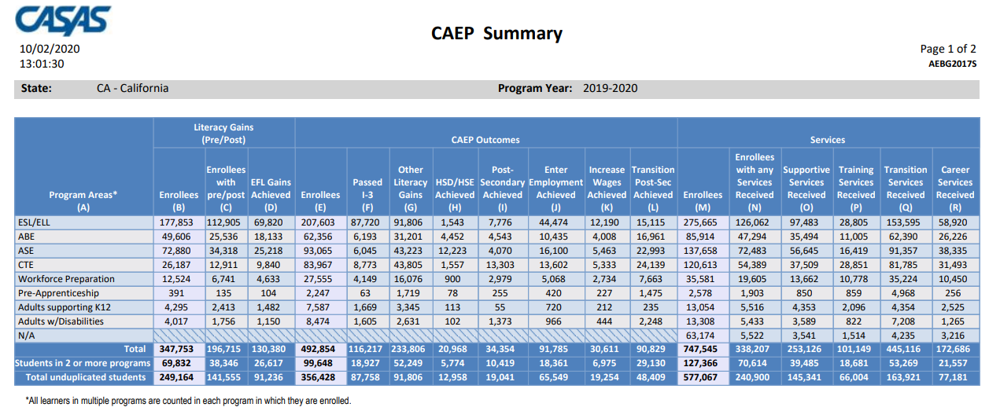 CASAS
CAEP Summary
10/02/2020
13:01:30
Page 1 of 2
AEBG2017S
State: CA - California Program Year: 2019-2020
Literacy Gains (Pre/Post) CAEP Outcomes Services
Program Areas* (A) Enrollees (B) Enrollees with pre/post (C) EFL Gains Achieved (D) Enrollees (E) Passed I-3 (F) Other Literacy Gains (G) HSD/HSE Achieved (H) Post-Secondary Achieved (I) Enter Employment Achieved (J) Increase Wages Achieved (K) Transition Post-Sec Achieved (L) Enrollees (M) Enrollees with any Services Received (N) Supportive Services Received (O) Training Services Received (P) Transition Services Received (Q) Career Services Received (R)
ESL/ELL 177,853 112,905 69,820 207,603 87,720 91,806 1,543 7,776 44,474 12,190 15,115 275,665 126,062 97,483 28,805 153,595 58,920
ABE 49,606 25,536 18,133 62,356 6,193 31,201 4,452 4,543 10,435 4,008 16,961 85,914 47,294 35,494 11,005 62,390 26,226
ASE 72,880 34,318 25,218 93,065 6,045 43,223 12,223 4,070 16,100 5,463 22,993 137,658 72,483 56,645 16,419 91,357 38,335
CTE 26,187 12,911 9,840 83,967 8,773 43,805 1,557 13,303 13,602 5,333 24,139 120,613 54,389 37,509 28,851 81,785 31,493
Workforce Preparation 12,524 6,741 4,633 27,555 4,149 16,076 900 2,979 5,068 2,734 7,663 35,581 19,605 13,662 10,778 35,224 10,450
Pre-Apprenticeship 391 135 104 2,247 63 1,719 78 255 420 227 1,475 2,578 1,903 850 859 4,968 256
Adults supporting K12 4,295 2,413 1,482 7,587 1,669 3,345 113 55 720 212 235 13,054 5,516 4,353 2,096 4,354 2,525
Adults w/Disabilities 4,017 1,756 1,150 8,474 1,605 2,631 102 1,373 966 444 2,248 13,308 5,433 3,589 822 7,208 1,265
N/A 63,174 5,522 3,541 1,514 4,235 3,216
Total 347,753 196,715 130,380 492,854 116,217 233,806 20,968 34,354 91,785 30,611 90,829 747,545 338,207 253,126 101,149 445,116 172,686
Students in 2 or more programs 69,832 38,346 26,617 99,648 18,927 52,249 5,774 10,419 18,361 6,975 29,130 127,366 70,614 39,485 18,681 53,269 21,557
Total unduplicated students 249,164 141,555 91,236 356,428 87,758 91,806 12,958 19,041 65,549 19,254 48,409 577,067 240,900 145,341 66,004 163,921 77,181
*All learners in multiple programs are counted in each program in which they are enrolled.